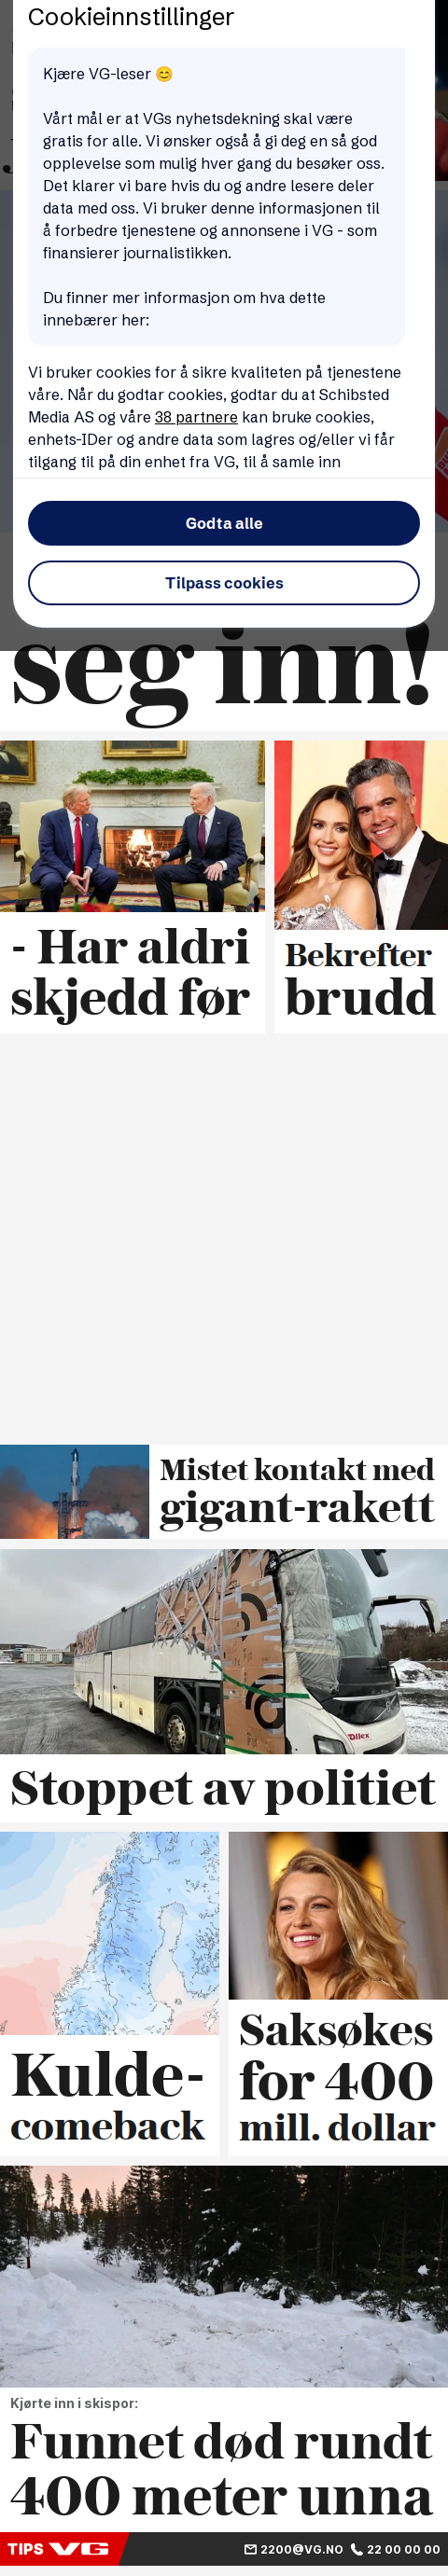 Cookieinnstillinger
Kjære VG-leser 😊
Vårt mål er at VGs nyhetsdekning skal være
gratis for alle. Vi ønsker også å gi deg en så god
opplevelse som mulig hver gang du besøker oss.
Det klarer vi bare hvis du og andre lesere deler
data med oss. Vi bruker denne informasjonen til
å forbedre tjenestene og annonsene i VG - som
finansierer journalistikken.
Du finner mer informasjon om hva dette
innebærer her:
Vi bruker cookies for å sikre kvaliteten på tjenestene
våre. Når du godtar cookies, godtar du at Schibsted
Media AS og våre 38 partnere kan bruke cookies,
enhets-IDer og andre data som lagres og/eller vi får
tilgang til på din enhet fra VG, til å samle inn
Godta alle
Tilpass cookies
seg inn!
- Har aldri
skjedd før
Bekrefter
brudd
Mistet kontakt med
gigant-rakett
Dilex
Stoppet av politiet
Kulde-
comeback
Saksøkes
for 400
mill. dollar
Kjørte inn i skispor:
Funnet død rundt
400 meter unna
TIPS VG 2200@VG.NO 22 00 00 00